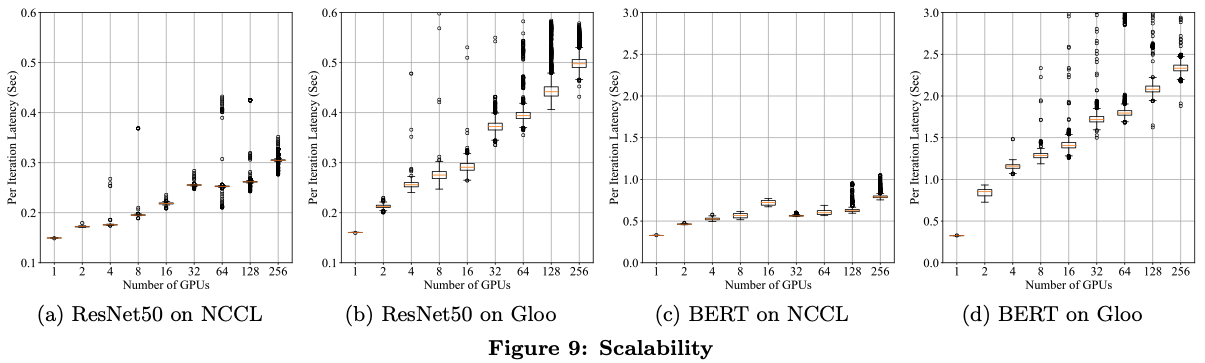 0.6
0.5
0.4
0.3
0.2
0.1
Per Iteration Latency (Sec)
1 2 4 8 16 32 64 128 256
Number of GPUs
(a) ResNet50 on NCCL
0.6
0.5
0.4
0.3
0.2
0.1
Per Iteration Latency (Sec)
1 2 4 8 16 32 64 128 256
Number of GPUs
(b) ResNet50 on Gloo
3.0
2.5
2.0
1.5
1.0
0.5
0.0
Per Iteration Latency (Sec)
1 2 4 8 16 32 64 128 256
Number of GPUs
(c) BERT on NCCL
3.0
2.5
2.0
1.5
1.0
0.5
0.0
Per Iteration Latency (Sec)
1 2 4 8 16 32 64 128 256
Number of GPUs
(d) BERT on Gloo
Figure 9: Scalability